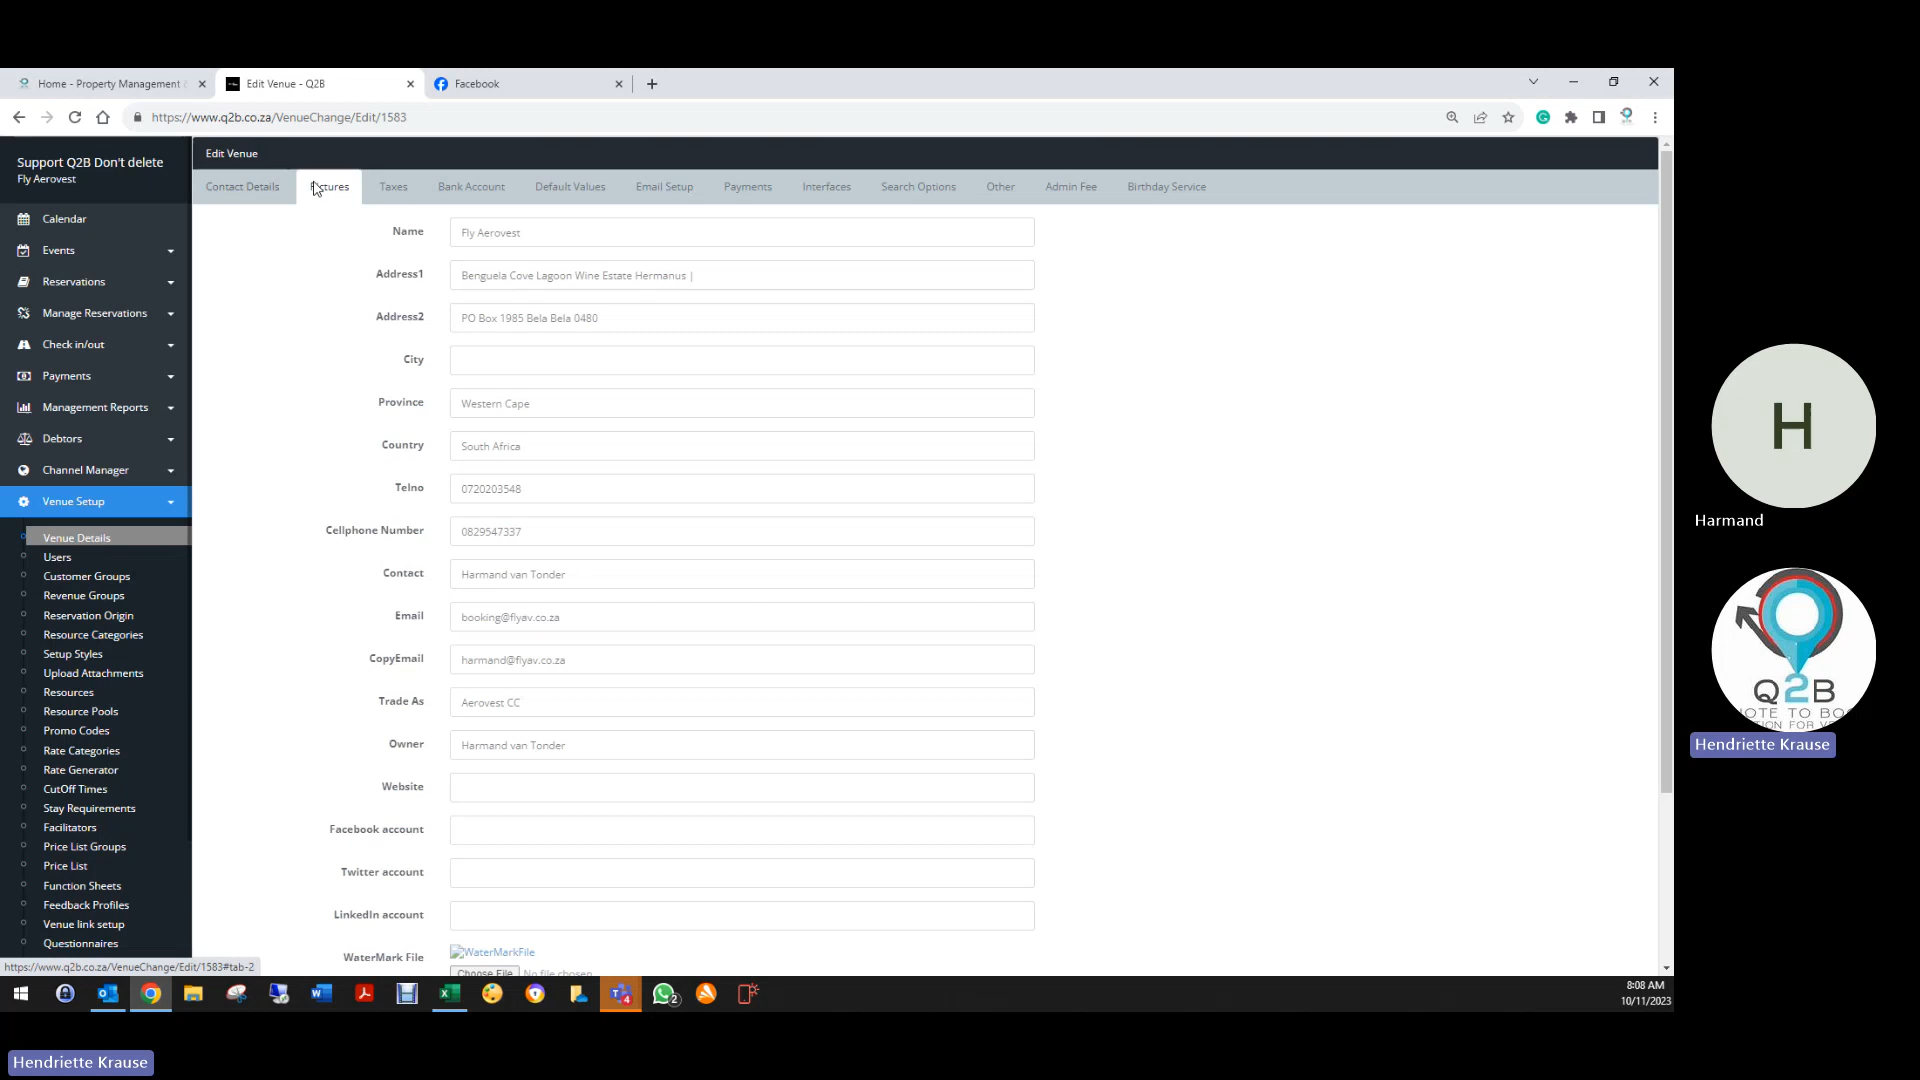 Home - Property Management
Edit Venue - Q2B
Facebook
https://www.q2b.co.za/VenueChange/Edit/1583
Support Q2B Don't delete
Fly Aerovest
Calendar
Events
Reservations
Manage Reservations
Check in/out
Payments
Management Reports
Debtors
Channel Manager
Venue Setup
Venue Details
Users
Customer Groups
Revenue Groups
Reservation Origin
Resource Categories
Setup Styles
Upload Attachments
Resources
Resource Pools
Promo Codes
Rate Categories
Rate Generator
CutOff Times
Stay Requirements
Facilitators
Price List Groups
Price List
Function Sheets
Feedback Profiles
Venue link setup
Questionnaires
https://www.q2b.co.za/VenueChange/Edit/1583#tab-2
Edit Venue
Contact Details Pictures Taxes Bank Account Default Values Email Setup Payments Interfaces Search Options Other Admin Fee Birthday Service
Name Fly Aerovest
Address1 Benguela Cove Lagoon Wine Estate Hermanus |
Address2 PO Box 1985 Bela Bela 0480
City
Province Western Cape
Country South Africa
Telno 0720203548
Cellphone Number 0829547337
Contact Harmand van Tonder
Email booking@flyav.co.za
CopyEmail harmand@flyav.co.za
Trade As Aerovest CC
Owner Harmand van Tonder
Website
Facebook account
Twitter account
LinkedIn account
WaterMark File WaterMarkFile
Choose File No file chosen
8:08 AM
10/11/2023
H
Harmand
Q2B
Hendriette Krause
Hendriette Krause